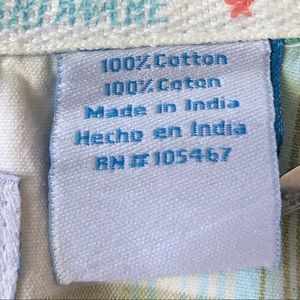 100% Cotton
100% Coton
Made in India
Hecho en India
RN#105467